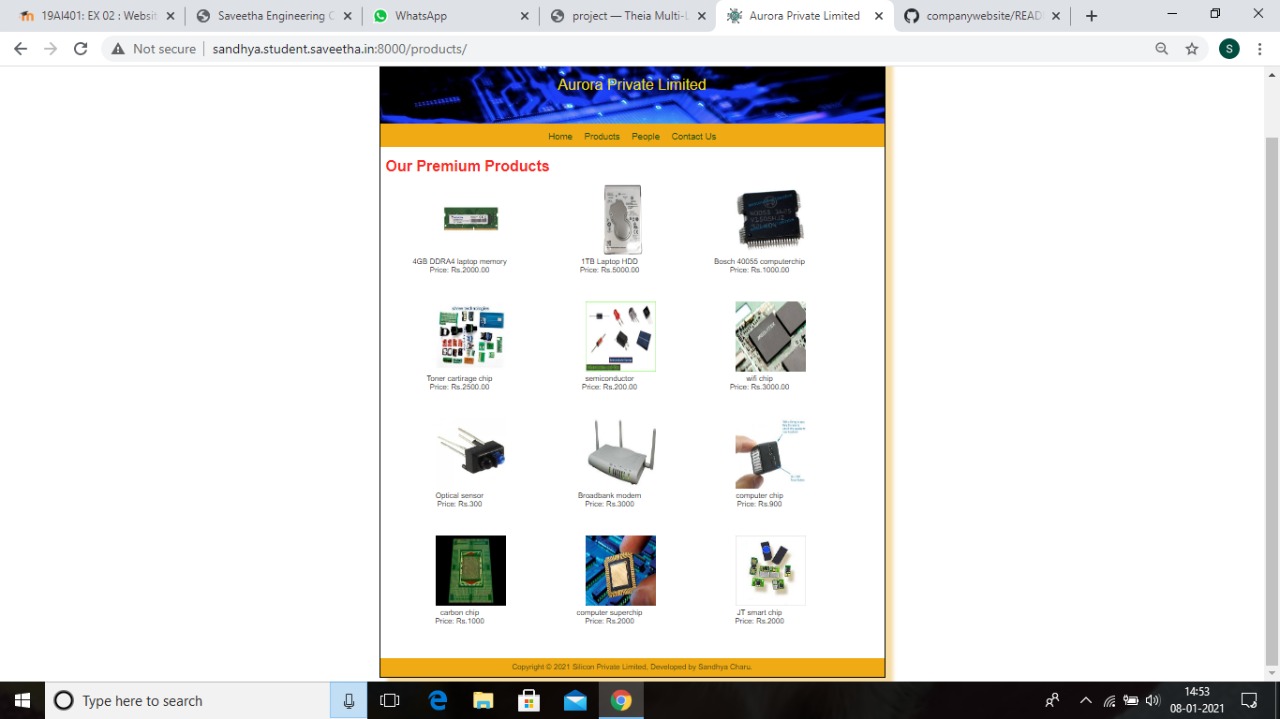 19AI401: EX 02: Websit
Saveetha Engineering C
WhatsApp
Projects — Theia Multi-L
Aurora Private Limited
companywebsite/READ
Not secure
sandhya.student.saveetha.in:8000/products/
S
Aurora Private Limited
Home Products People Contact Us
Our Premium Products
4GB DDRA4 laptop memory
Price: Rs.2000.00
1TB Laptop HDD
Price: Rs.5000.00
Bosch 40055 computerchip
Price: Rs.1000.00
Toner cartirage chip
Price: Rs.2500.00
semiconductor
Price: Rs.200.00
wifi chip
Price: Rs.3000.00
Optical sensor
Price: Rs.300
Broadbank modem
Price: Rs.3000
computer chip
Price: Rs.900
carbon chip
Price: Rs.1000
computer superchip
Price: Rs.2000
JT smart chip
Price: Rs.2000
Copyright © 2021 Silicon Private Limited, Developed by Sandhya Charu.
Type here to search
14:53
08-01-2021